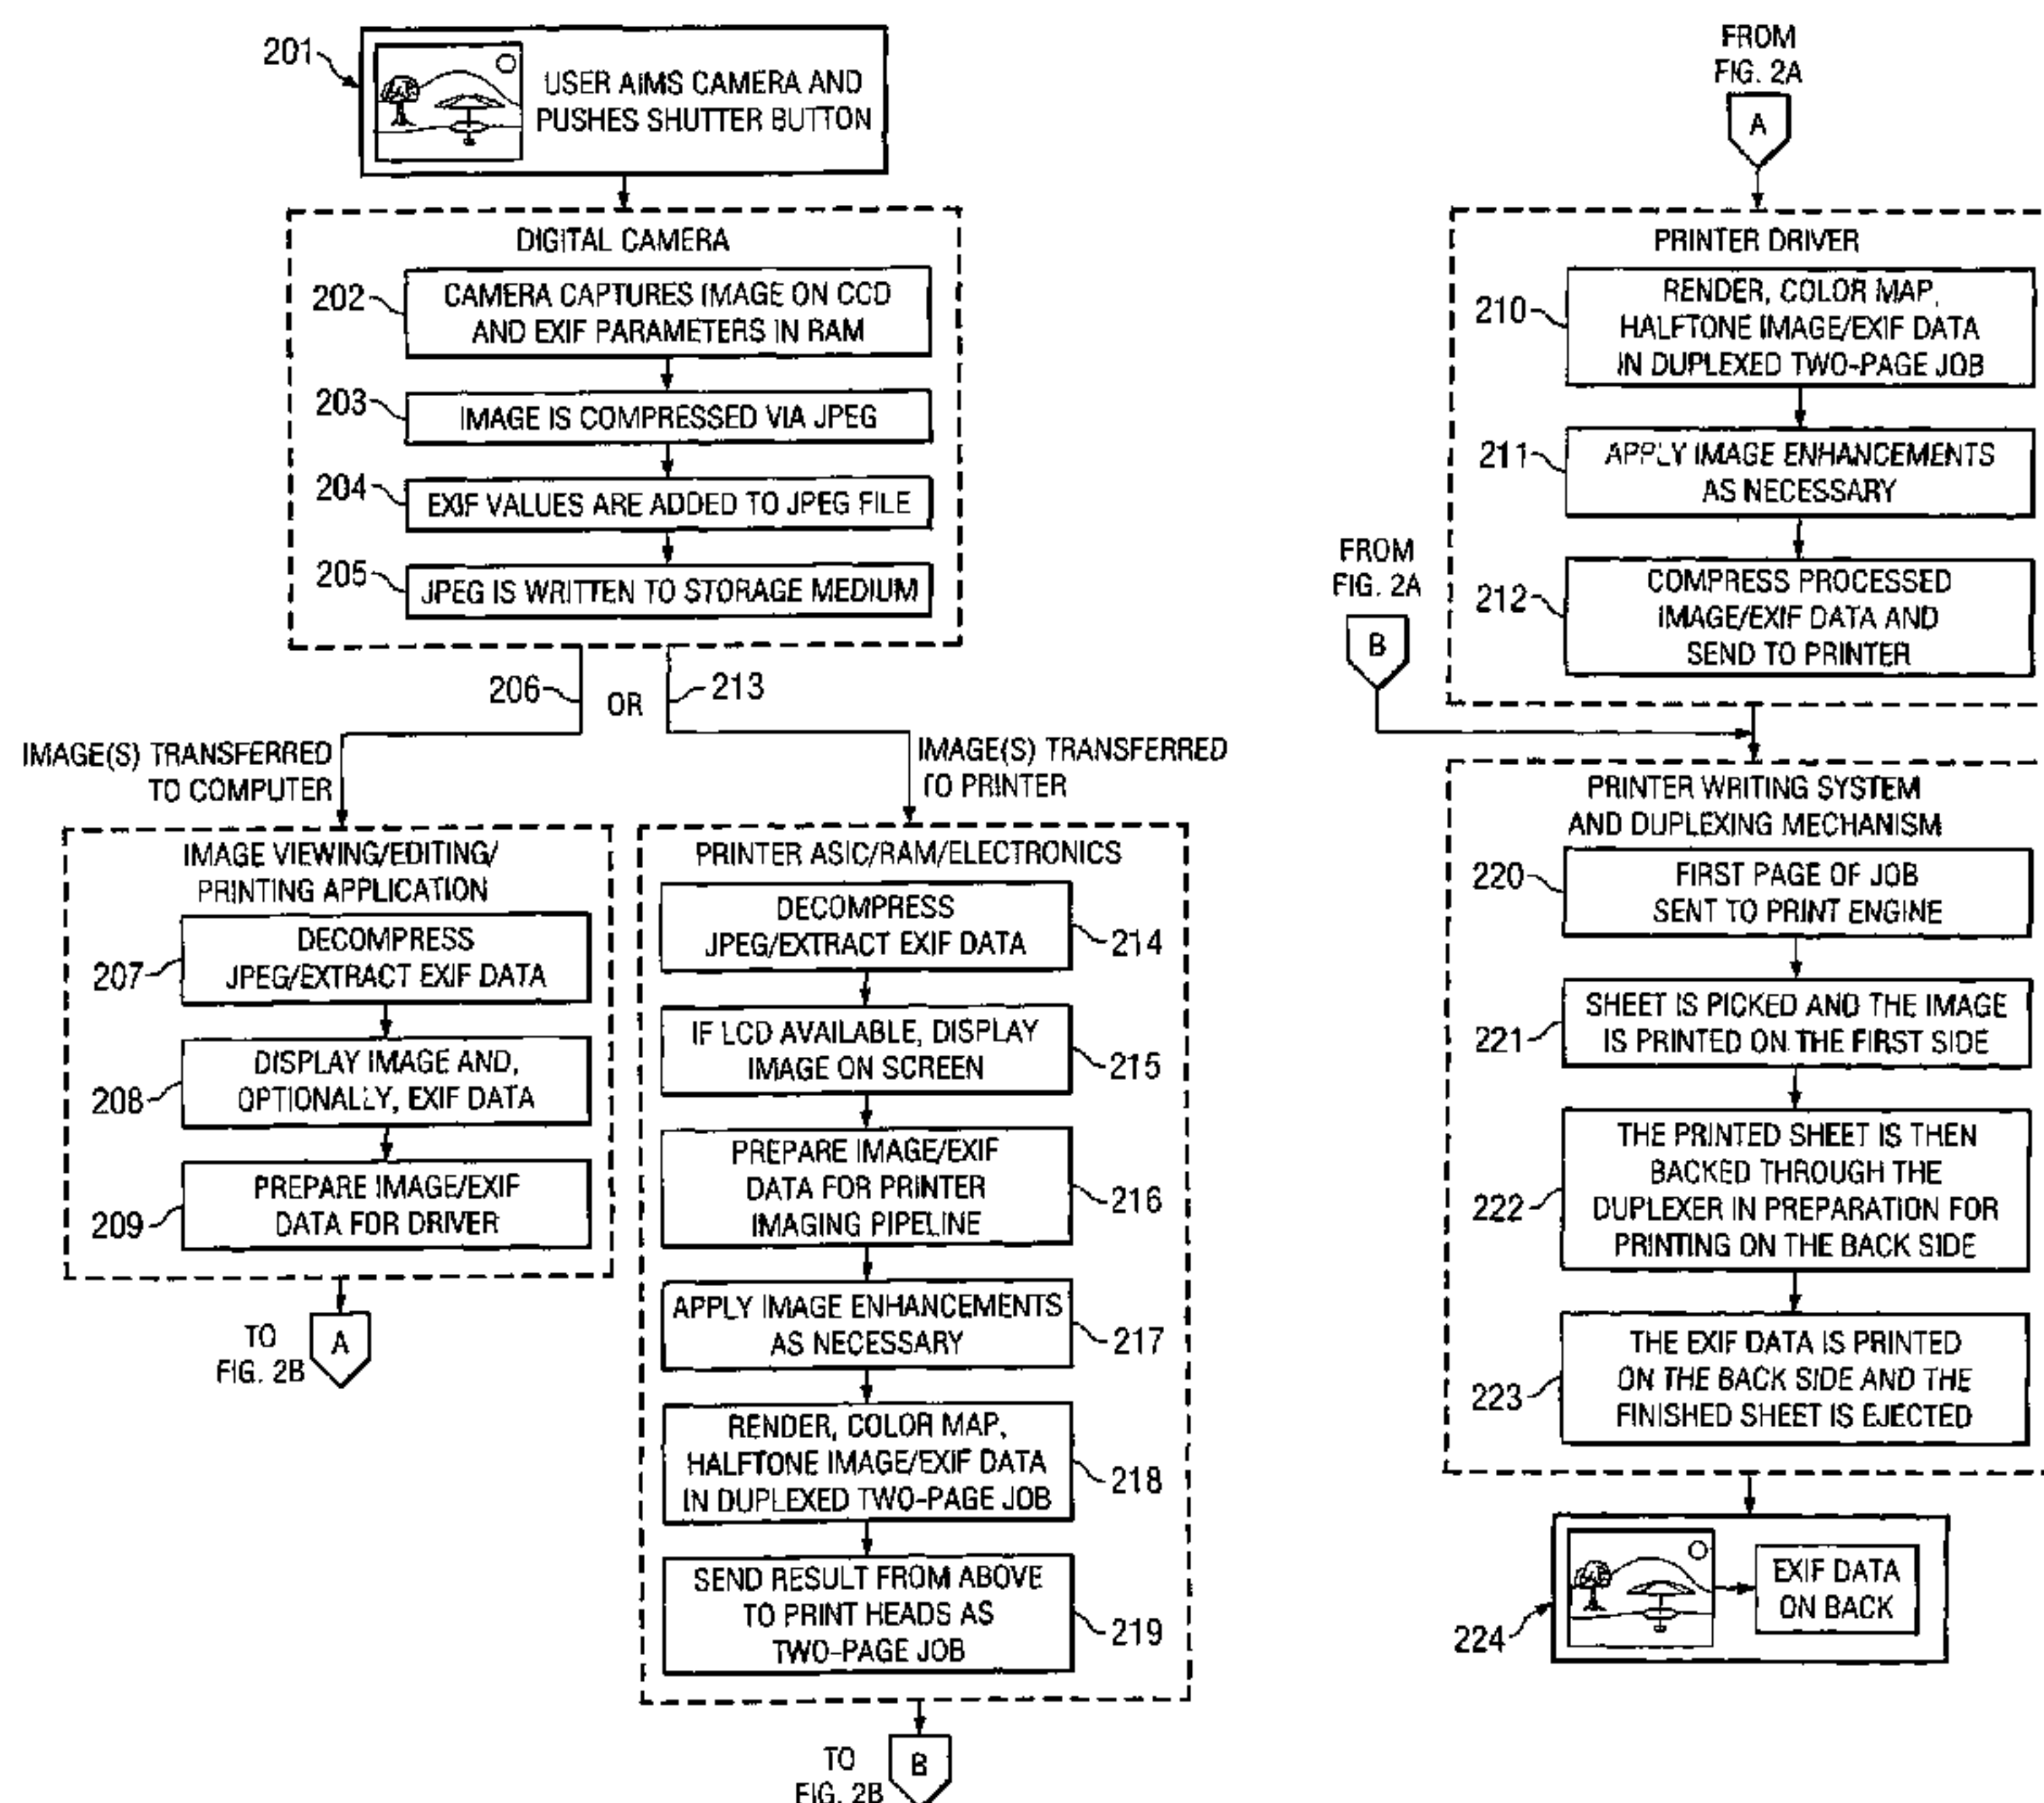 201
USER AIMS CAMERA AND
PUSHES SHUTTER BUTTON
DIGITAL CAMERA
202
CAMERA CAPTURES IMAGE ON CCD
AND EXIF PARAMETERS IN RAM
203
IMAGE IS COMPRESSED VIA JPEG
204
EXIF VALUES ARE ADDED TO JPEG FILE
205
JPEG IS WRITTEN TO STORAGE MEDIUM
206
OR
213
IMAGE(S) TRANSFERRED
TO COMPUTER
IMAGE(S) TRANSFERRED
TO PRINTER
IMAGE VIEWING/EDITING/
PRINTING APPLICATION
207
DECOMPRESS
JPEG/EXTRACT EXIF DATA
208
DISPLAY IMAGE AND,
OPTIONALLY, EXIF DATA
209
PREPARE IMAGE/EXIF
DATA FOR DRIVER
TO
FIG. 2B
A
PRINTER ASIC/RAM/ELECTRONICS
DECOMPRESS
JPEG/EXTRACT EXIF DATA
214
IF LCD AVAILABLE, DISPLAY
IMAGE ON SCREEN
215
PREPARE IMAGE/EXIF
DATA FOR PRINTER
IMAGING PIPELINE
216
APPLY IMAGE ENHANCEMENTS
AS NECESSARY
217
RENDER, COLOR MAP,
HALFTONE IMAGE/EXIF DATA
IN DUPLEXED TWO-PAGE JOB
218
SEND RESULT FROM ABOVE
TO PRINT HEADS AS
TWO-PAGE JOB
219
TO
FIG. 2B
B
FROM
FIG. 2A
A
PRINTER DRIVER
210
RENDER, COLOR MAP,
HALFTONE IMAGE/EXIF DATA
IN DUPLEXED TWO-PAGE JOB
211
APPLY IMAGE ENHANCEMENTS
AS NECESSARY
212
COMPRESS PROCESSED
IMAGE/EXIF DATA AND
SEND TO PRINTER
FROM
FIG. 2A
B
PRINTER WRITING SYSTEM
AND DUPLEXING MECHANISM
220
FIRST PAGE OF JOB
SENT TO PRINT ENGINE
221
SHEET IS PICKED AND THE IMAGE
IS PRINTED ON THE FIRST SIDE
222
THE PRINTED SHEET IS THEN
BACKED THROUGH THE
DUPLEXER IN PREPARATION FOR
PRINTING ON THE BACK SIDE
223
THE EXIF DATA IS PRINTED
ON THE BACK SIDE AND THE
FINISHED SHEET IS EJECTED
224
EXIF DATA
ON BACK